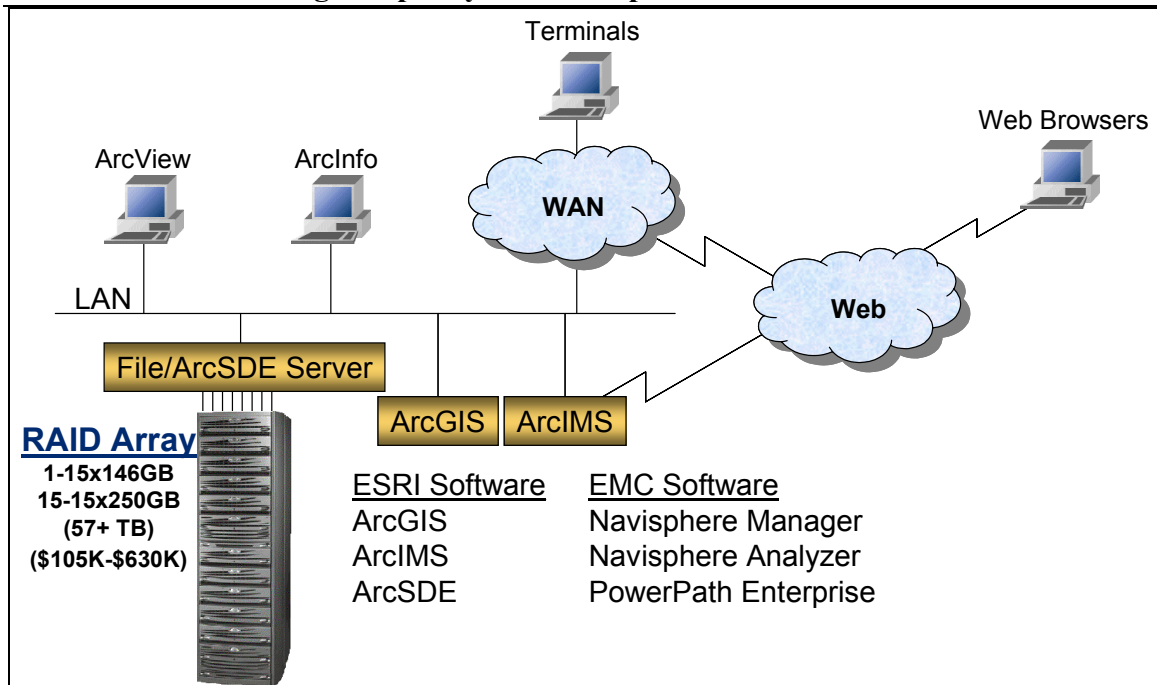 Terminals
Web Browsers
ArcView
ArcInfo
WAN
Web
LAN
File/ArcSDE Server
ArcGIS
ArcIMS
RAID Array
1-15x146GB
15-15x250GB
(57+ TB)
($105K-$630K)
ESRI Software
ArcGIS
ArcIMS
ArcSDE
EMC Software
Navisphere Manager
Navisphere Analyzer
PowerPath Enterprise